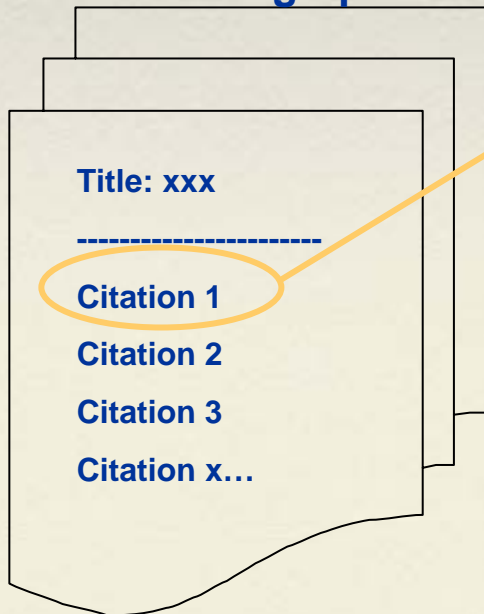 Title: xxx
-----------------------
Citation 1
Citation 2
Citation 3
Citation x...